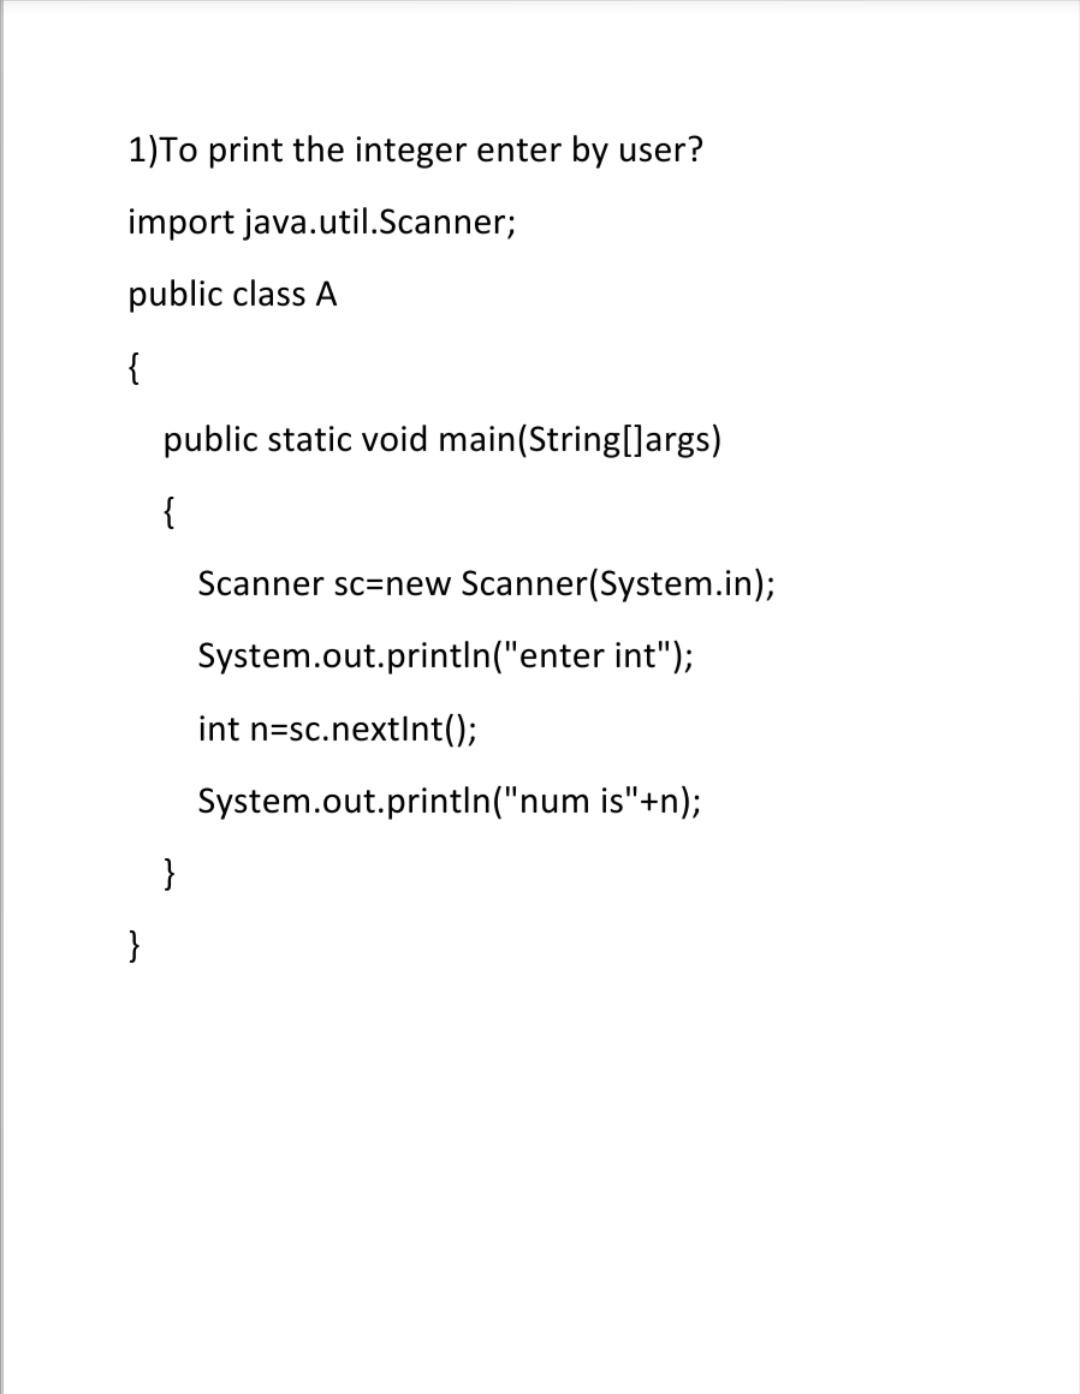 1)To print the integer enter by user?
import java.util.Scanner;
public class A
{
public static void main(String[]args)
{
Scanner sc=new Scanner(System.in);
System.out.println("enter int");
int n=sc.nextInt();
System.out.println("num is"+n);
}
}